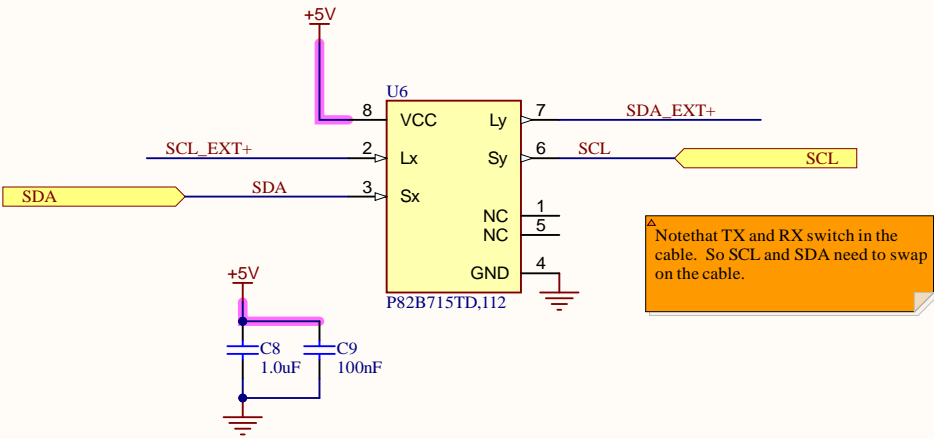 +5V
U6
8
VCC
Ly
7
SDA_EXT+
SCL_EXT+
2
Lx
Sy
6
SCL
SCL
SDA
SDA
3
Sx
NC
1
NC
5
GND
4
P82B715TD,112
Notethat TX and RX switch in the
cable. So SCL and SDA need to swap
on the cable.
+5V
C8
1.0uF
C9
100nF